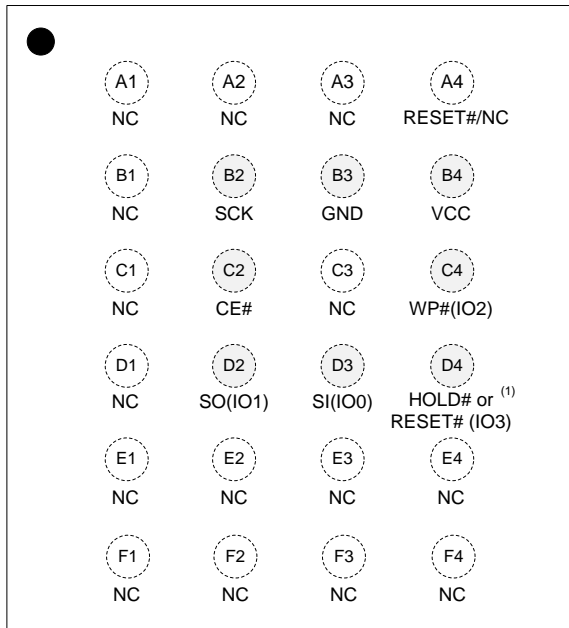 A1 A2 A3 A4
NC NC NC RESET#/NC
B1 B2 B3 B4
NC SCK GND VCC
C1 C2 C3 C4
NC CE# NC WP#(IO2)
D1 D2 D3 D4
NC SO(IO1) SI(IO0) HOLD# or (1)
RESET# (IO3)
E1 E2 E3 E4
NC NC NC NC
F1 F2 F3 F4
NC NC NC NC